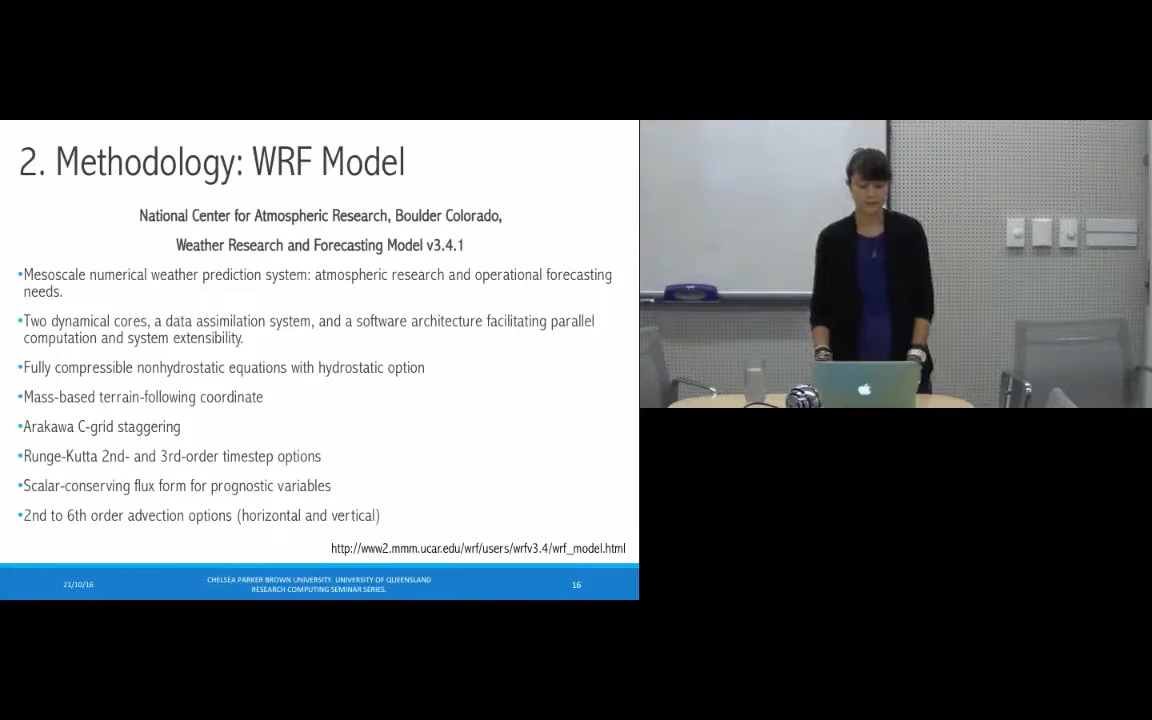 2. Methodology: WRF Model
National Center for Atmospheric Research, Boulder Colorado,
Weather Research and Forecasting Model v3.4.1
•Mesoscale numerical weather prediction system: atmospheric research and operational forecasting
needs.
•Two dynamical cores, a data assimilation system, and a software architecture facilitating parallel
computation and system extensibility.
•Fully compressible nonhydrostatic equations with hydrostatic option
•Mass-based terrain-following coordinate
•Arakawa C-grid staggering
•Runge-Kutta 2nd- and 3rd-order timestep options
•Scalar-conserving flux form for prognostic variables
•2nd to 6th order advection options (horizontal and vertical)
http://www2.mmm.ucar.edu/wrf/users/wrfv3.4/wrf_model.html
21/10/16
CHELSEA PARKER BROWN UNIVERSITY. UNIVERSITY OF QUEENSLAND
RESEARCH COMPUTING SEMINAR SERIES.
16